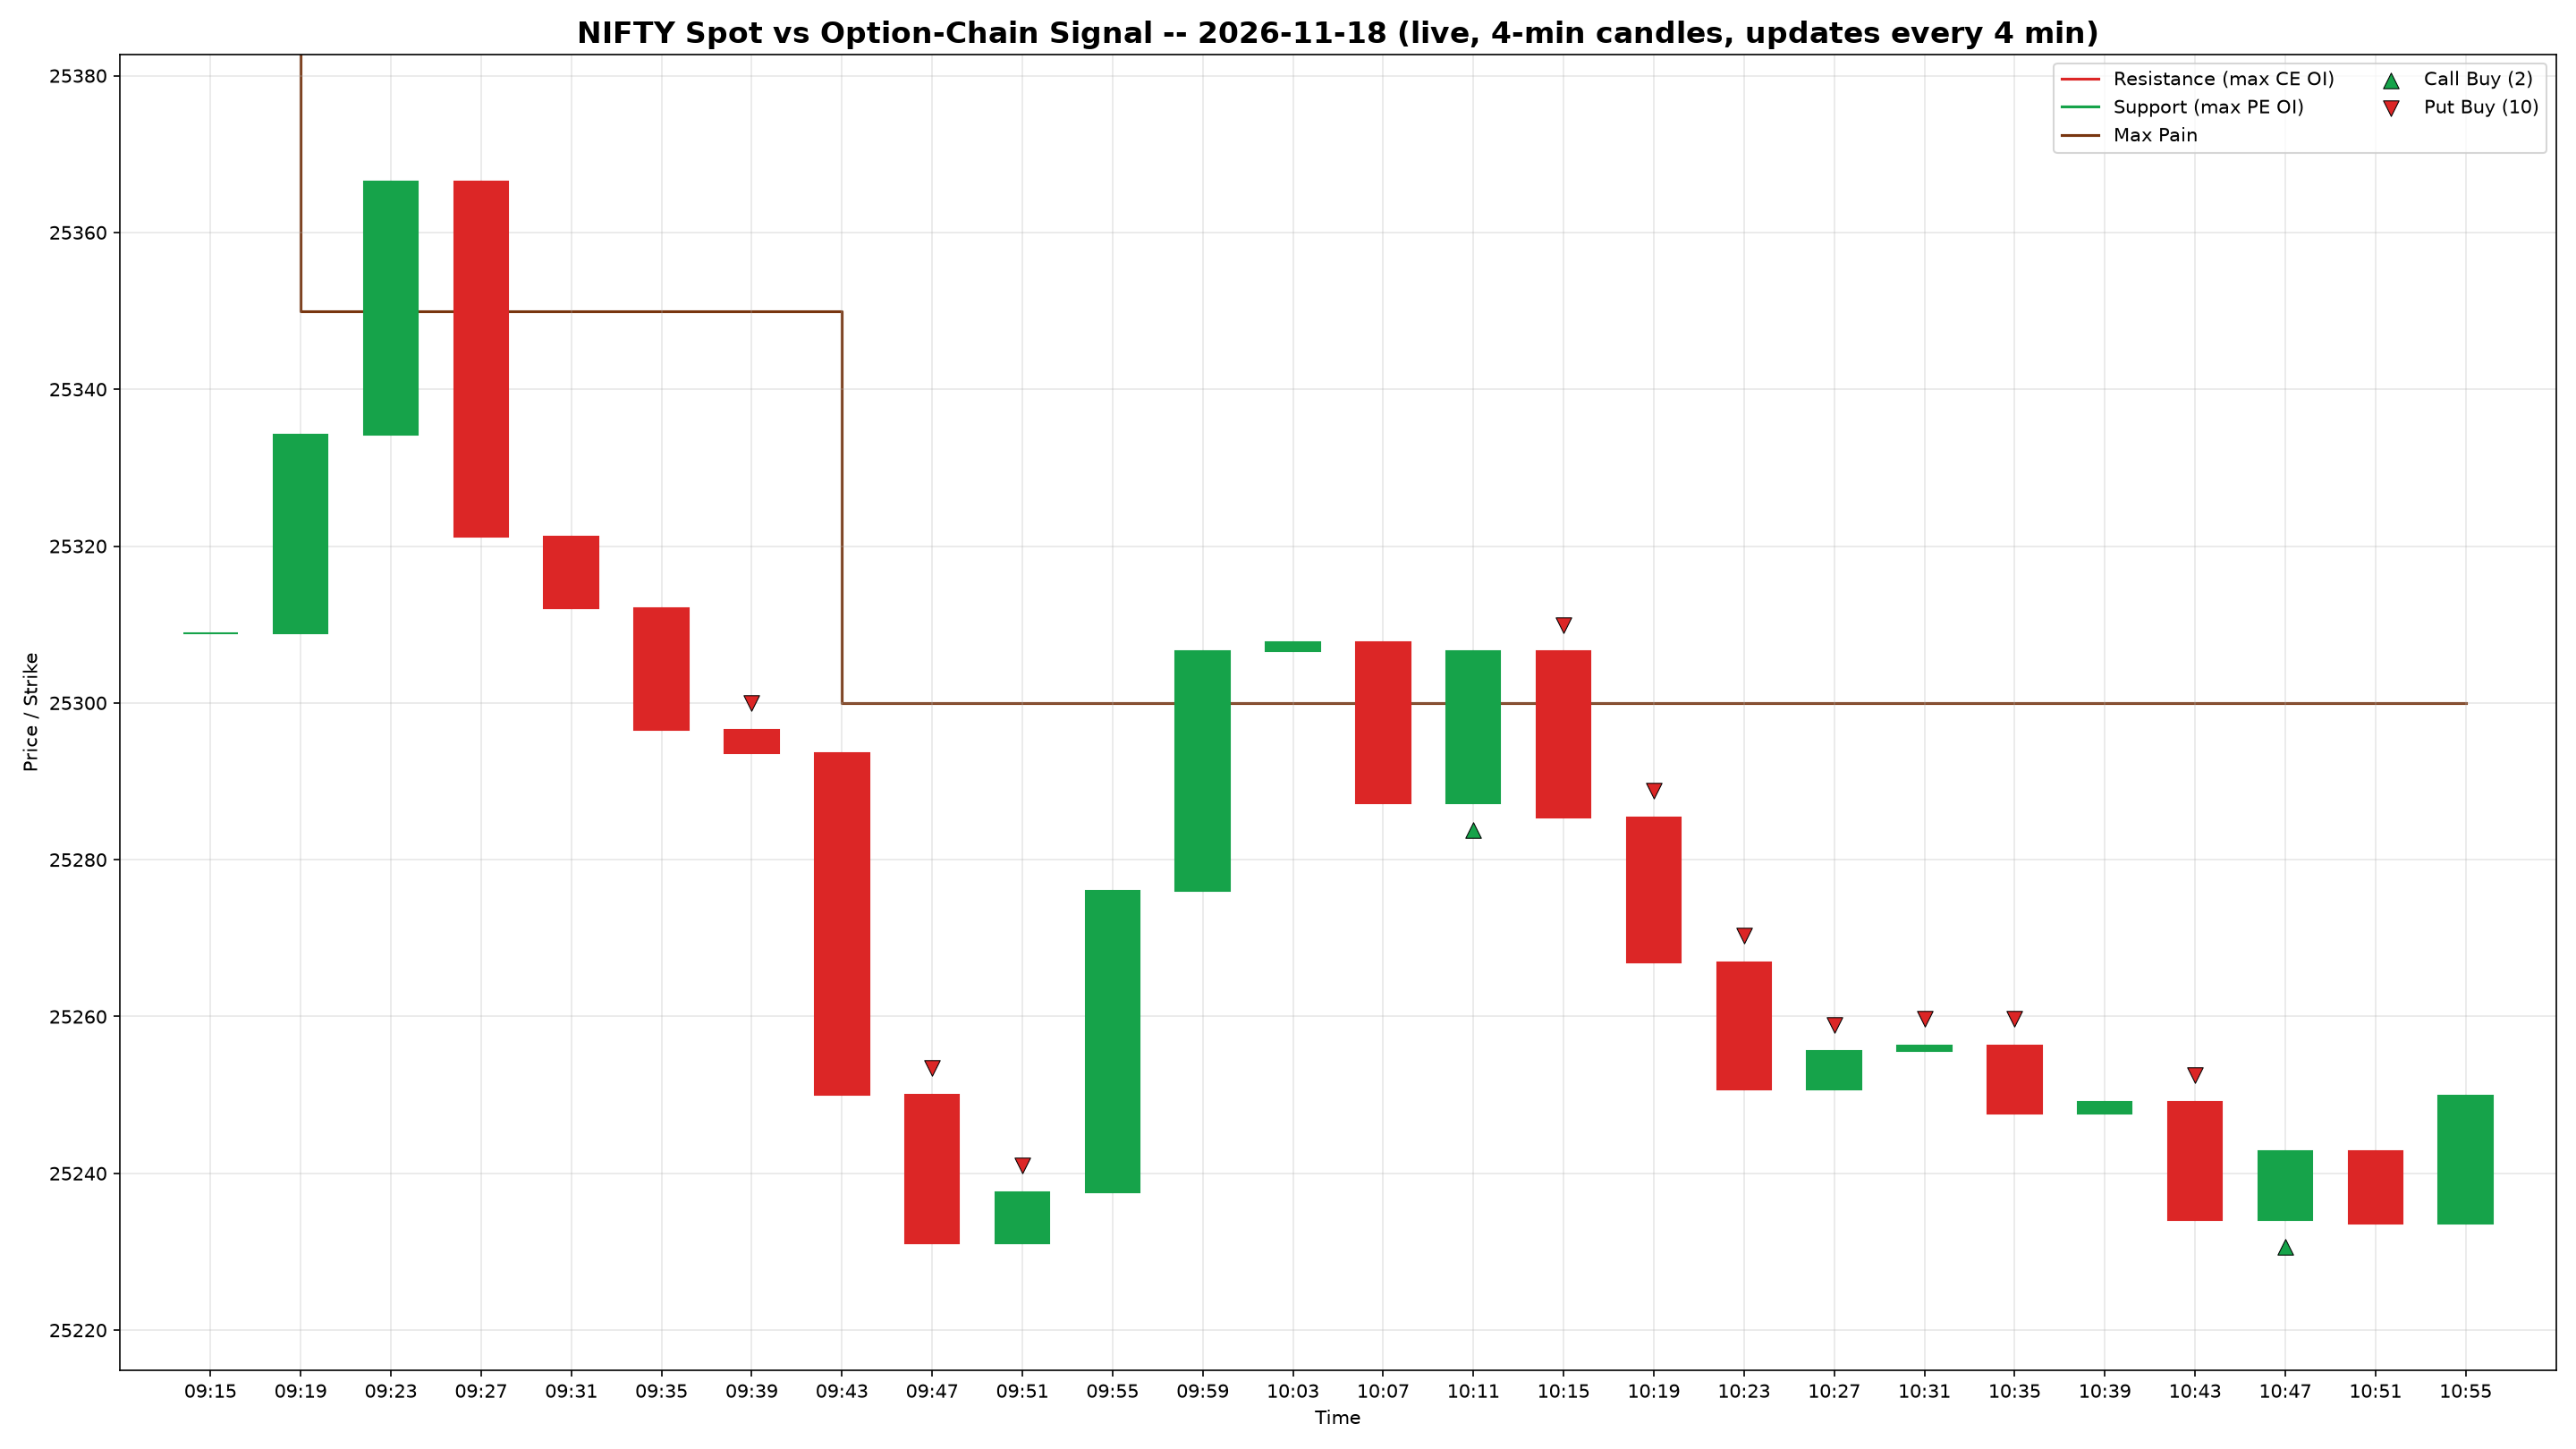 NIFTY Spot vs Option-Chain Signal -- 2026-11-18 (live, 4-min candles, updates every 4 min)
Resistance (max CE OI)
Support (max PE OI)
Max Pain
Call Buy (2)
Put Buy (10)
Price / Strike
25380
25360
25340
25320
25300
25280
25260
25240
25220
09:15 09:19 09:23 09:27 09:31 09:35 09:39 09:43 09:47 09:51 09:55 09:59 10:03 10:07 10:11 10:15 10:19 10:23 10:27 10:31 10:35 10:39 10:43 10:47 10:51 10:55
Time